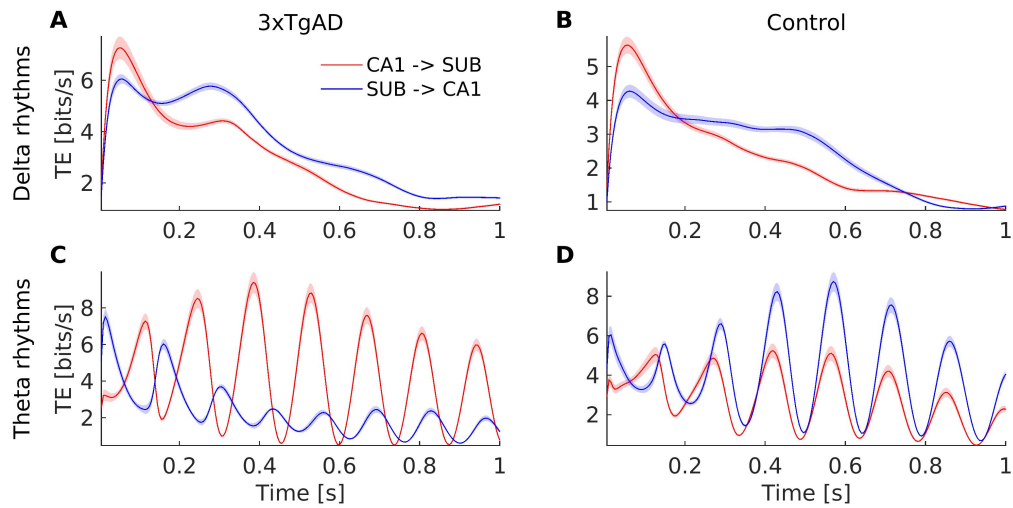 A
3xTgAD
B
Control
Delta rhythms
TE [bits/s]
6
4
2
CA1 -> SUB
SUB -> CA1
0.2 0.4 0.6 0.8 1
5
4
3
2
1
0.2 0.4 0.6 0.8 1
C
D
Theta rhythms
TE [bits/s]
8
6
4
2
0.2 0.4 0.6 0.8 1
Time [s]
8
6
4
2
0.2 0.4 0.6 0.8 1
Time [s]